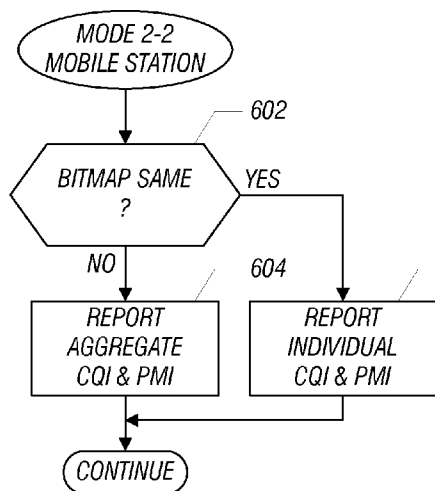 MODE 2-2
MOBILE STATION
602
BITMAP SAME
?
YES
NO
604
REPORT
AGGREGATE
CQI & PMI
REPORT
INDIVIDUAL
CQI & PMI
CONTINUE